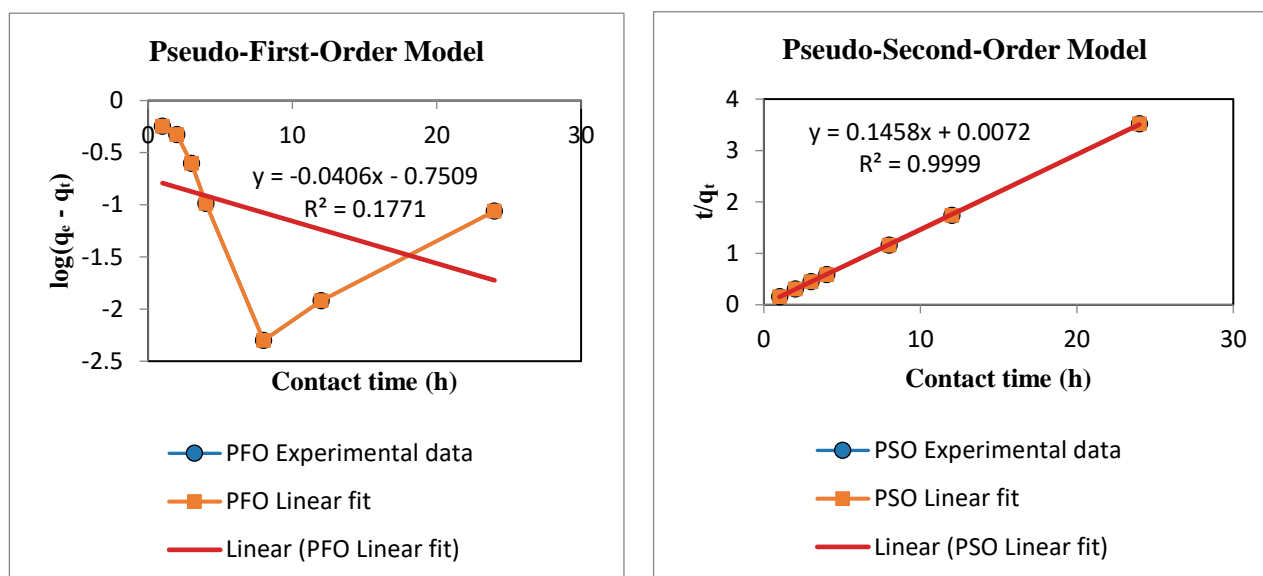 Pseudo-First-Order Model
0
0
10
20
30
-0.5
-1
-1.5
-2
-2.5
y = -0.0406x - 0.7509
R² = 0.1771
log(qₑ - qₜ)
Contact time (h)
PFO Experimental data
PFO Linear fit
Linear (PFO Linear fit)
Pseudo-Second-Order Model
4
3
2
1
0
y = 0.1458x + 0.0072
R² = 0.9999
t/qₜ
0
10
20
30
Contact time (h)
PSO Experimental data
PSO Linear fit
Linear (PSO Linear fit)